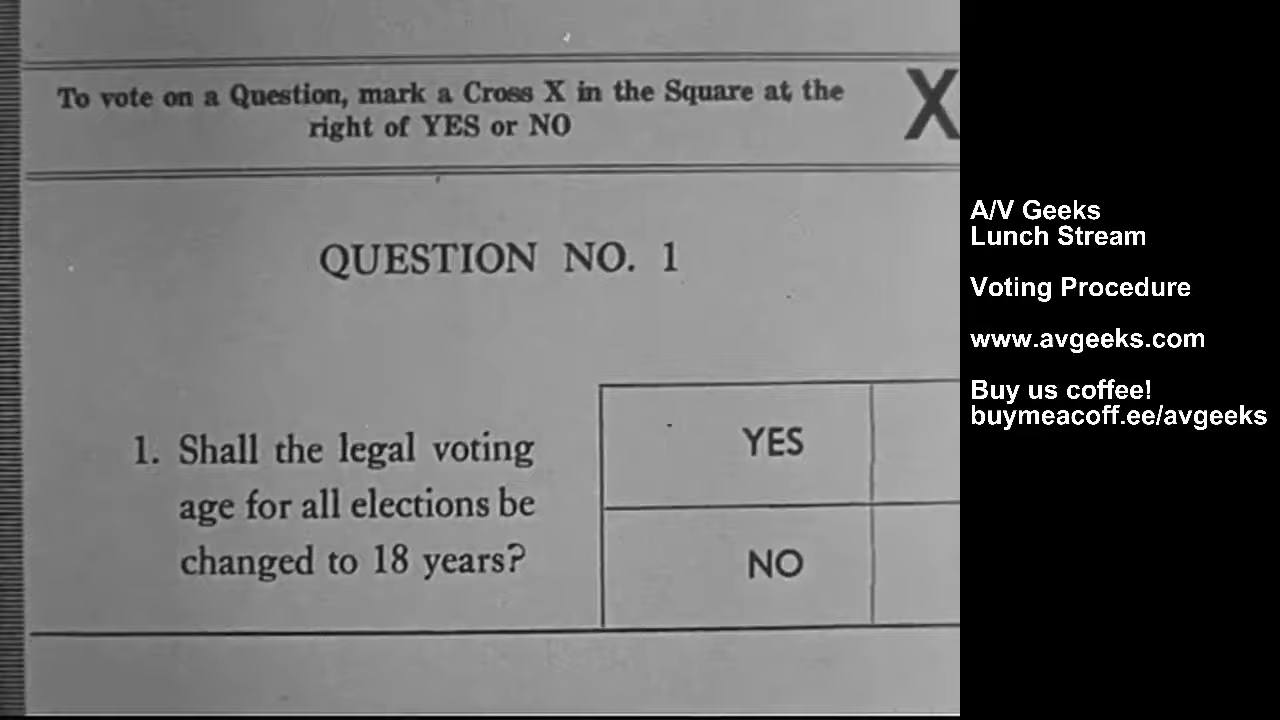 To vote on a Question, mark a Cross X in the Square at the
right of YES or NO
X
QUESTION NO. 1
1. Shall the legal voting
age for all elections be
changed to 18 years?
YES
NO
A/V Geeks
Lunch Stream
Voting Procedure
www.avgeeks.com
Buy us coffee!
buymeacoff.ee/avgeeks